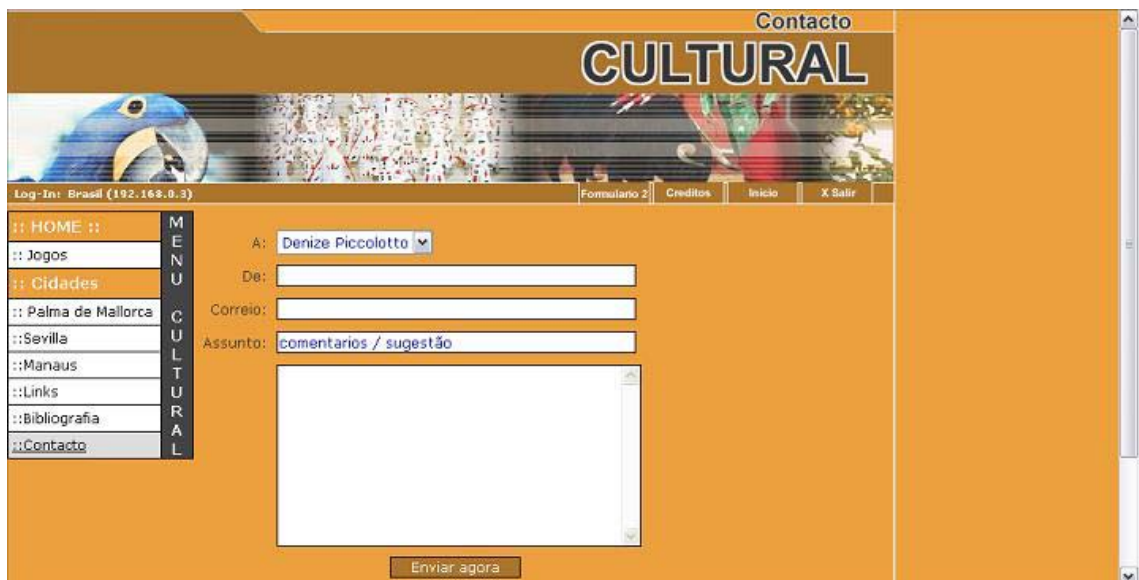 Contacto
CULTURAL
Log-In: Brasil (192.168.0.3)
Formulario 2
Creditos
Inicio
X Salir
:: HOME ::
:: Jogos
:: Cidades
:: Palma de Mallorca
::Sevilla
::Manaus
::Links
::Bibliografia
::Contacto
MENU CULTURAL
A: Denize Piccolotto
De:
Correio:
Assunto: comentarios / sugestão
Enviar agora